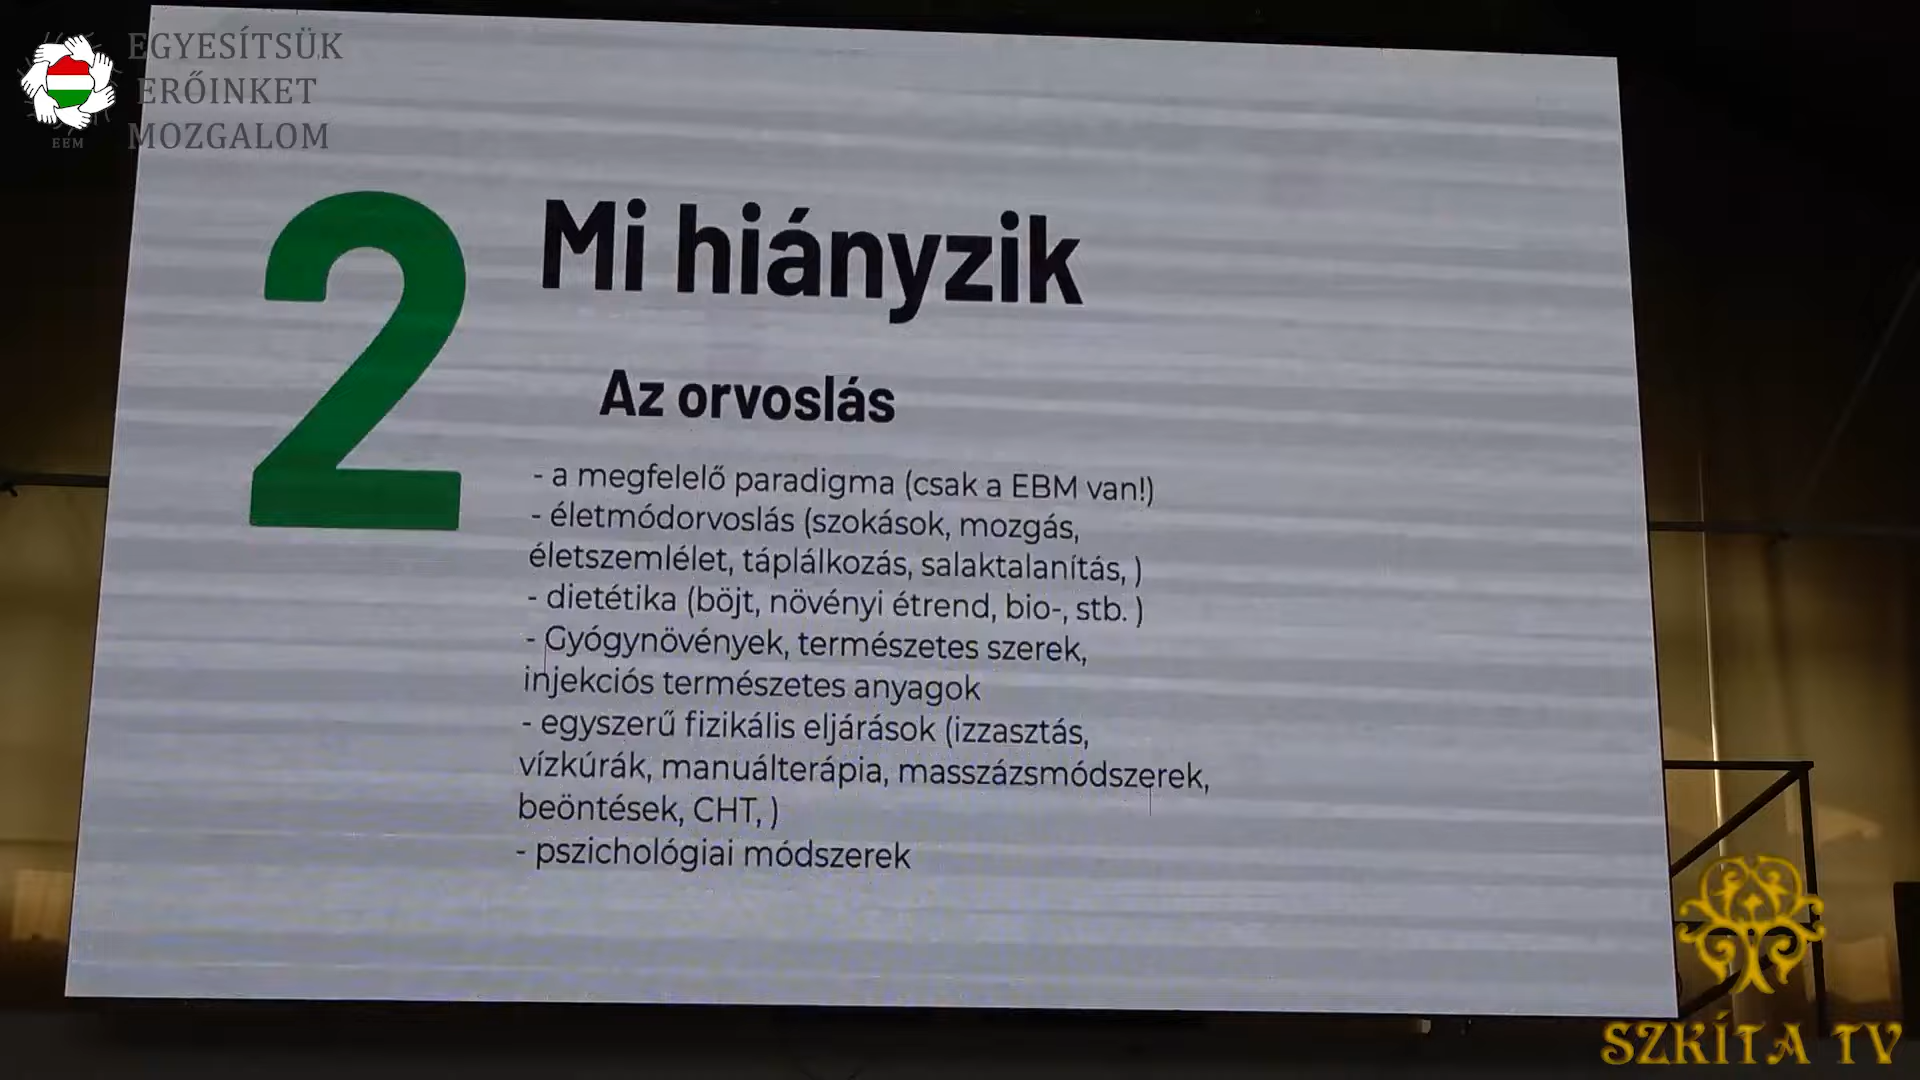 EGYESÍTSÜK
ERŐINKET
MOZGALOM
EEM
2
Mi hiányzik
Az orvoslás
- a megfelelő paradigma (csak a EBM van!)
- életmódorvoslás (szokások, mozgás,
életszemlélet, táplálkozás, salaktalanítás, )
- dietétika (böjt, növényi étrend, bio-, stb. )
- Gyógynövények, természetes szerek,
injekciós természetes anyagok
- egyszerű fizikális eljárások (izzasztás,
vízkúrák, manuálterápia, masszázsmódszerek,
beöntések, CHT, )
- pszichológiai módszerek
SZKÍTA TV